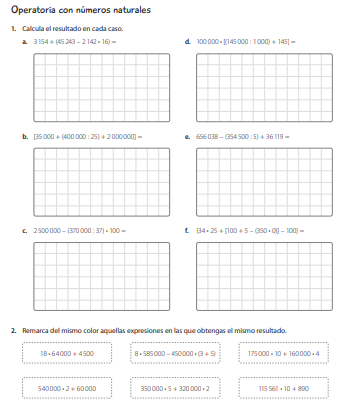 Operatoria con números naturales
1. Calcula el resultado en cada caso.
a. 3 154 + (45 243 – 2 142 • 16) =
d. 100 000 • [(145 000 : 1 000) + 145] =
b. [35 000 + (400 000 : 25) + 2 000 000] =
e. 656 038 – (354 500 : 5) + 36 119 =
c. 2 500 000 – (370 000 : 37) • 100 =
f. {34 • 25 + [100 + 5 – (350 • 0)] – 100} =
2. Remarca del mismo color aquellas expresiones en las que obtengas el mismo resultado.
18 • 64 000 + 4 500
8 • 585 000 – 450 000 • (3 + 5)
175 000 • 10 + 160 000 • 4
540 000 • 2 + 60 000
350 000 • 5 + 320 000 • 2
115 561 • 10 + 890